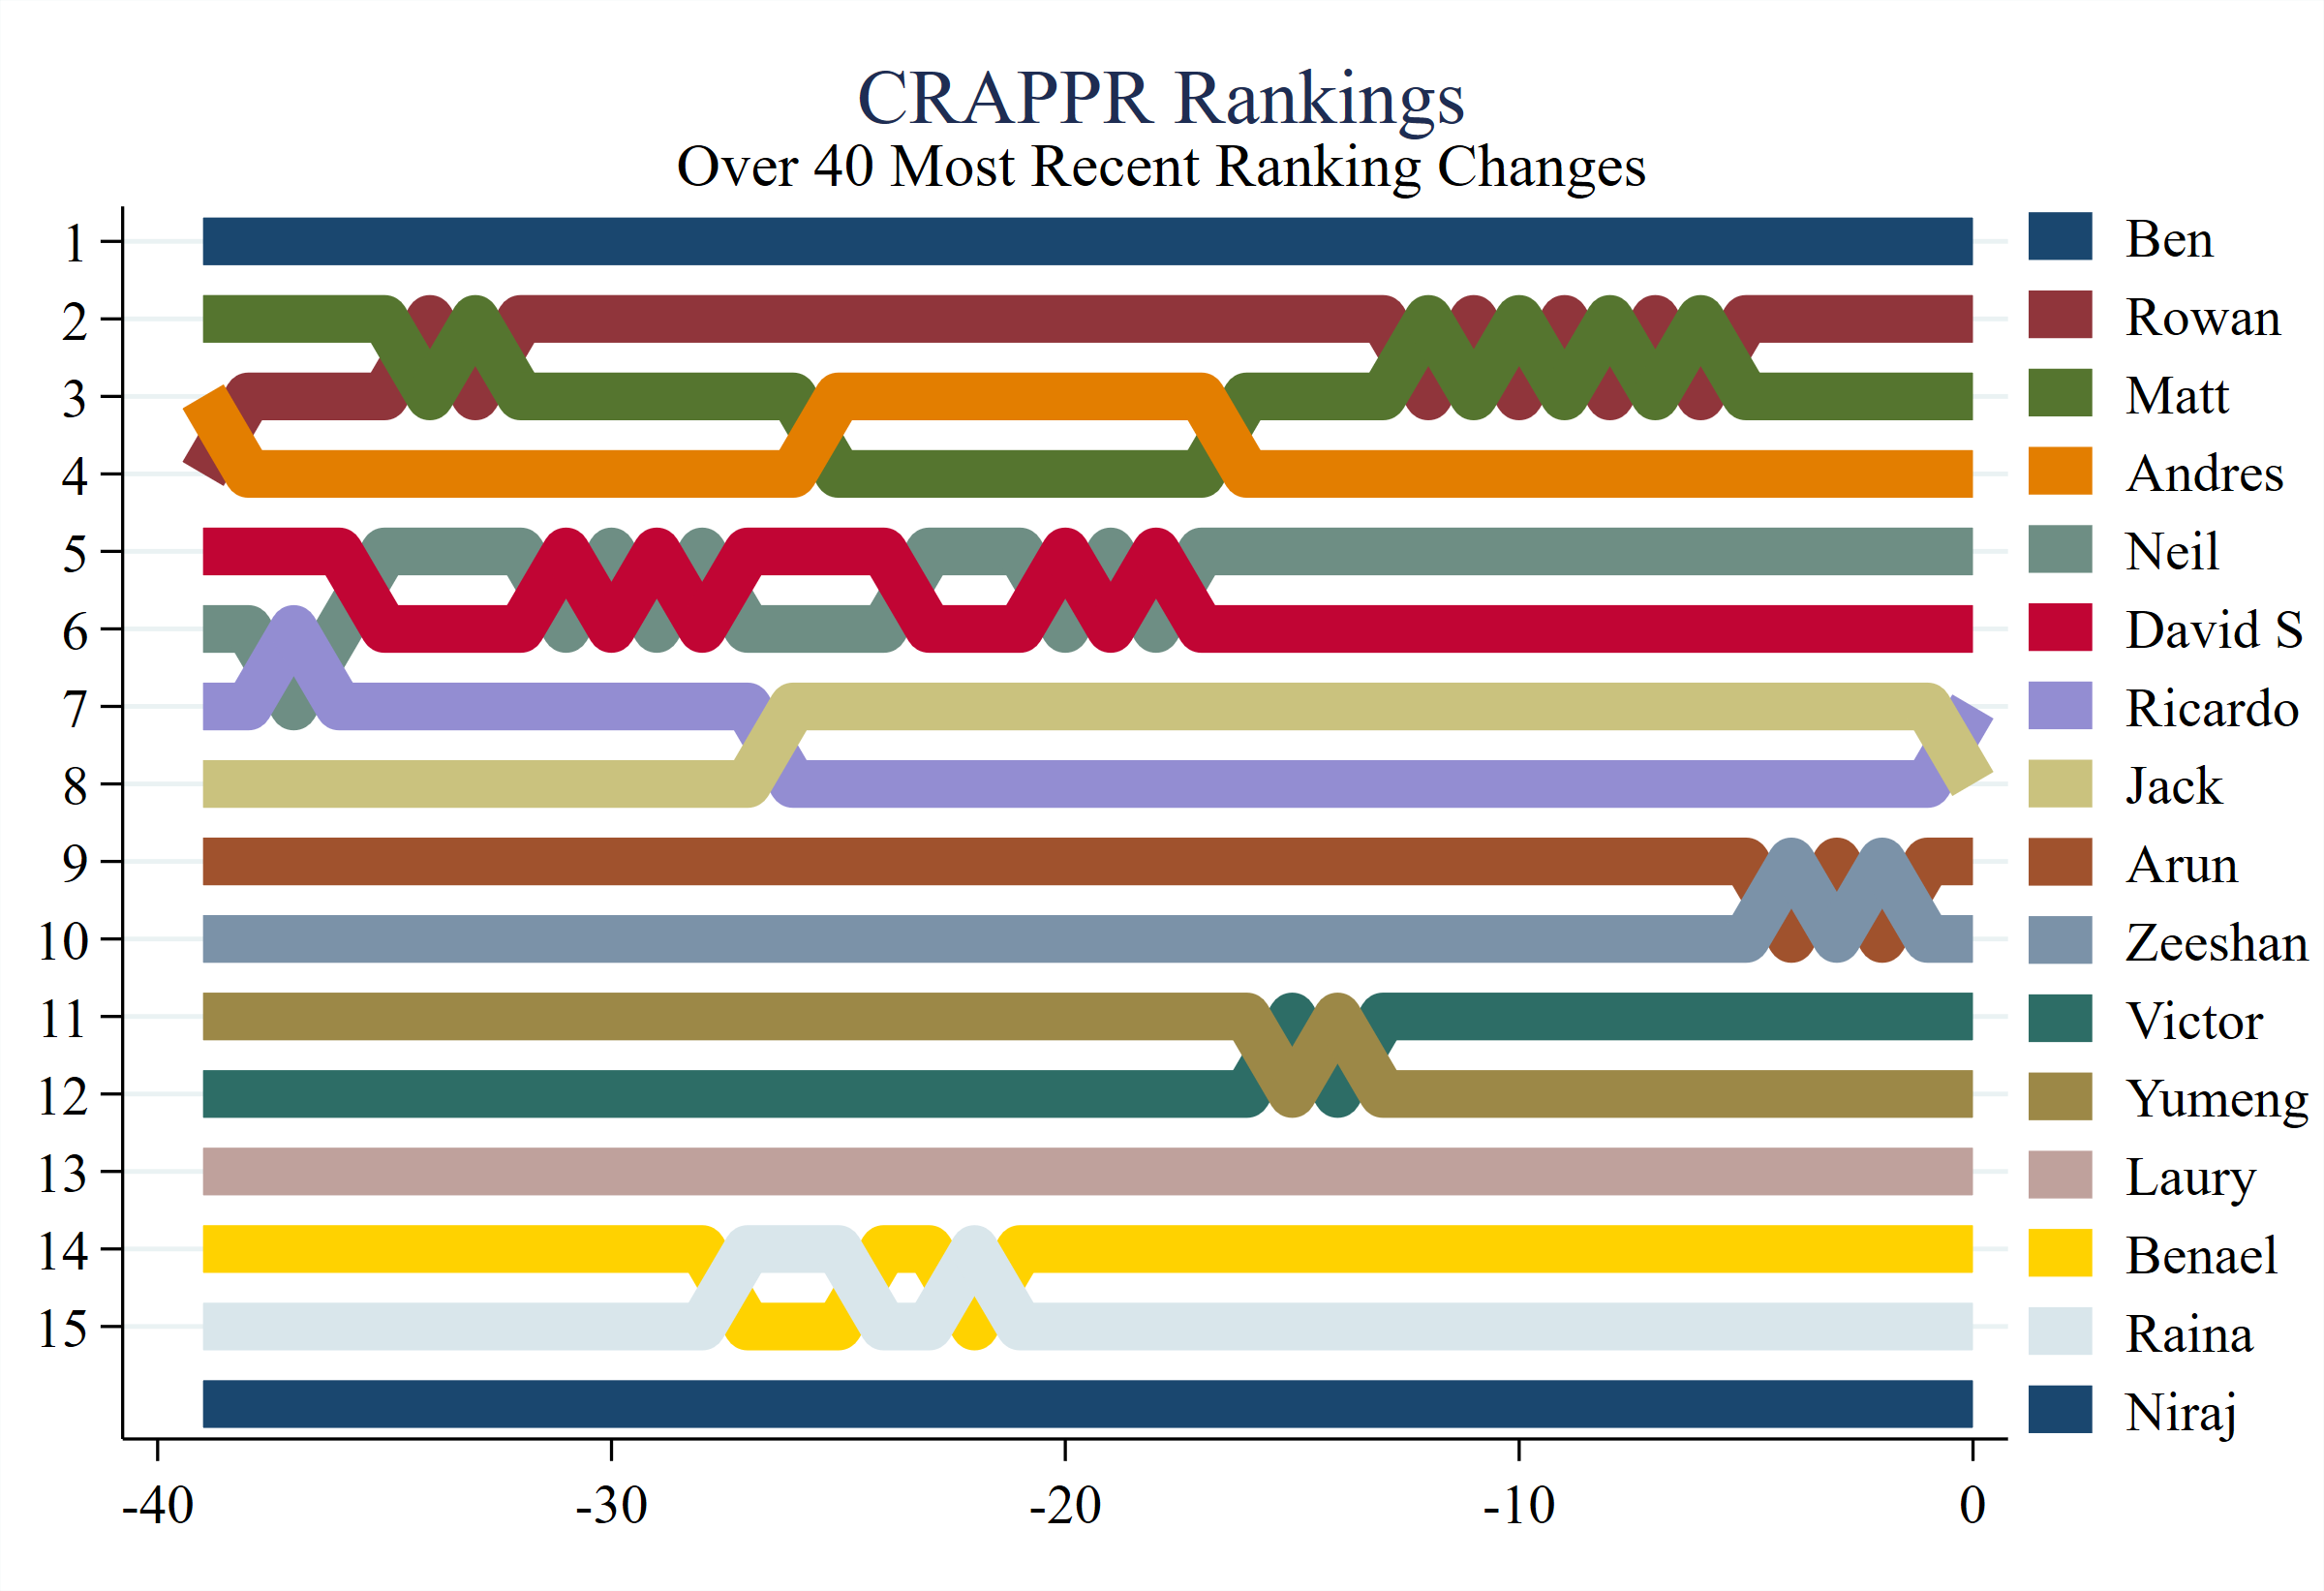 CRAPPR Rankings
Over 40 Most Recent Ranking Changes
1
2
3
4
5
6
7
8
9
10
11
12
13
14
15
Ben
Rowan
Matt
Andres
Neil
David S
Ricardo
Jack
Arun
Zeeshan
Victor
Yumeng
Laury
Benael
Raina
Niraj
-40 -30 -20 -10 0